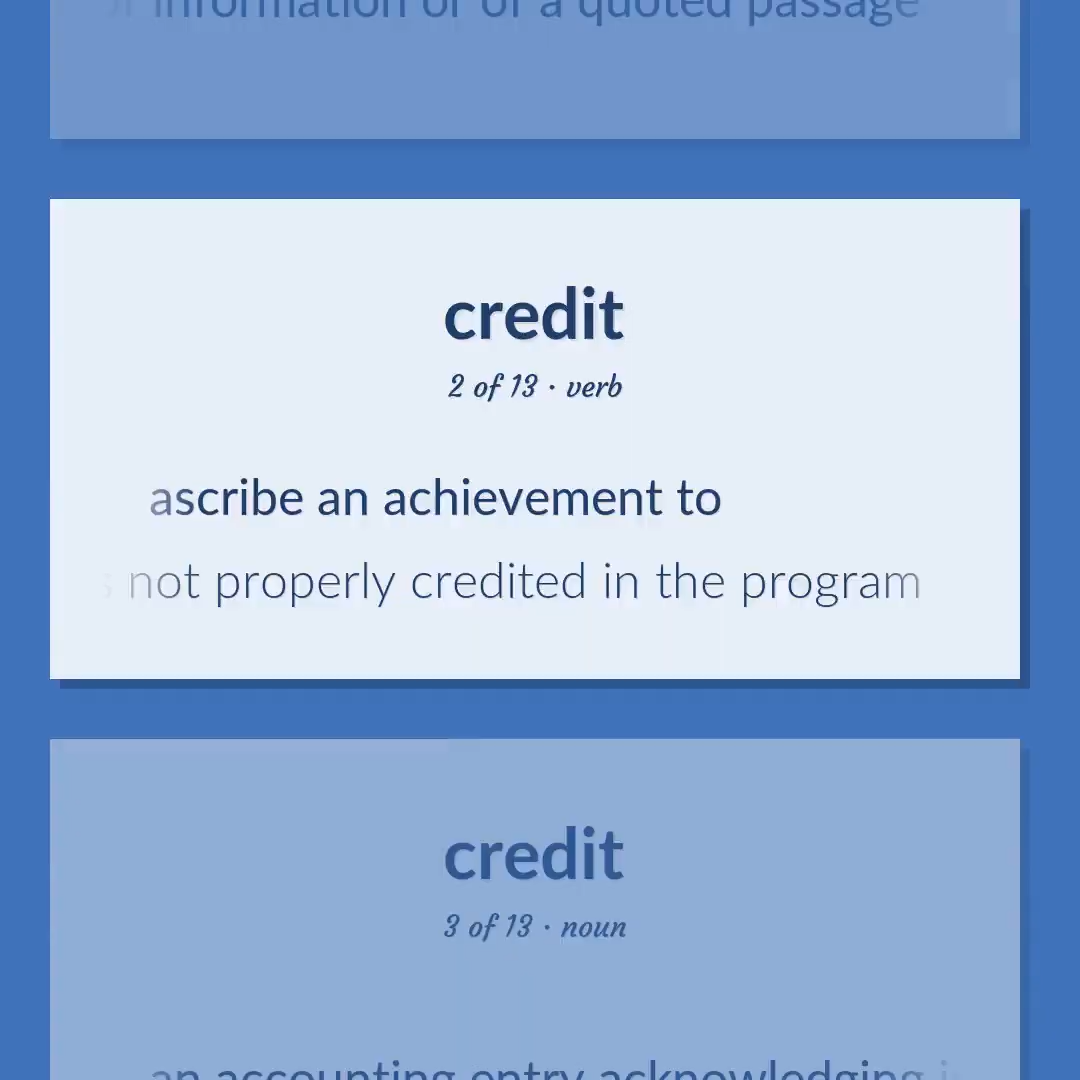 information or of a quoted passage
credit
2 of 13 · verb
ascribe an achievement to
not properly credited in the program
credit
3 of 13 · noun
an accounting entry acknowledging